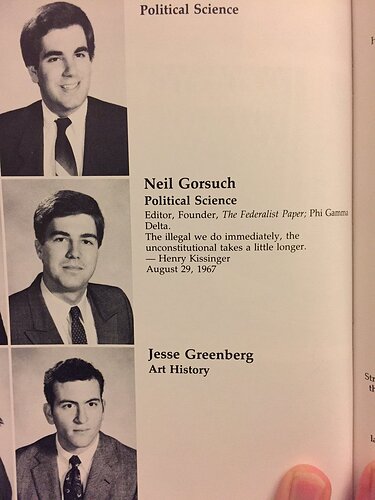 Political Science
Neil Gorsuch
Political Science
Editor, Founder, The Federalist Paper; Phi Gamma
Delta.
The illegal we do immediately, the
unconstitutional takes a little longer.
— Henry Kissinger
August 29, 1967
Jesse Greenberg
Art History